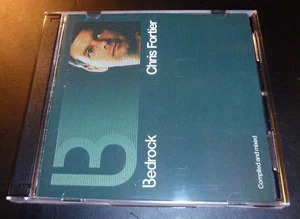 B
Bedrock
Chris Fortier
Compiled and mixed